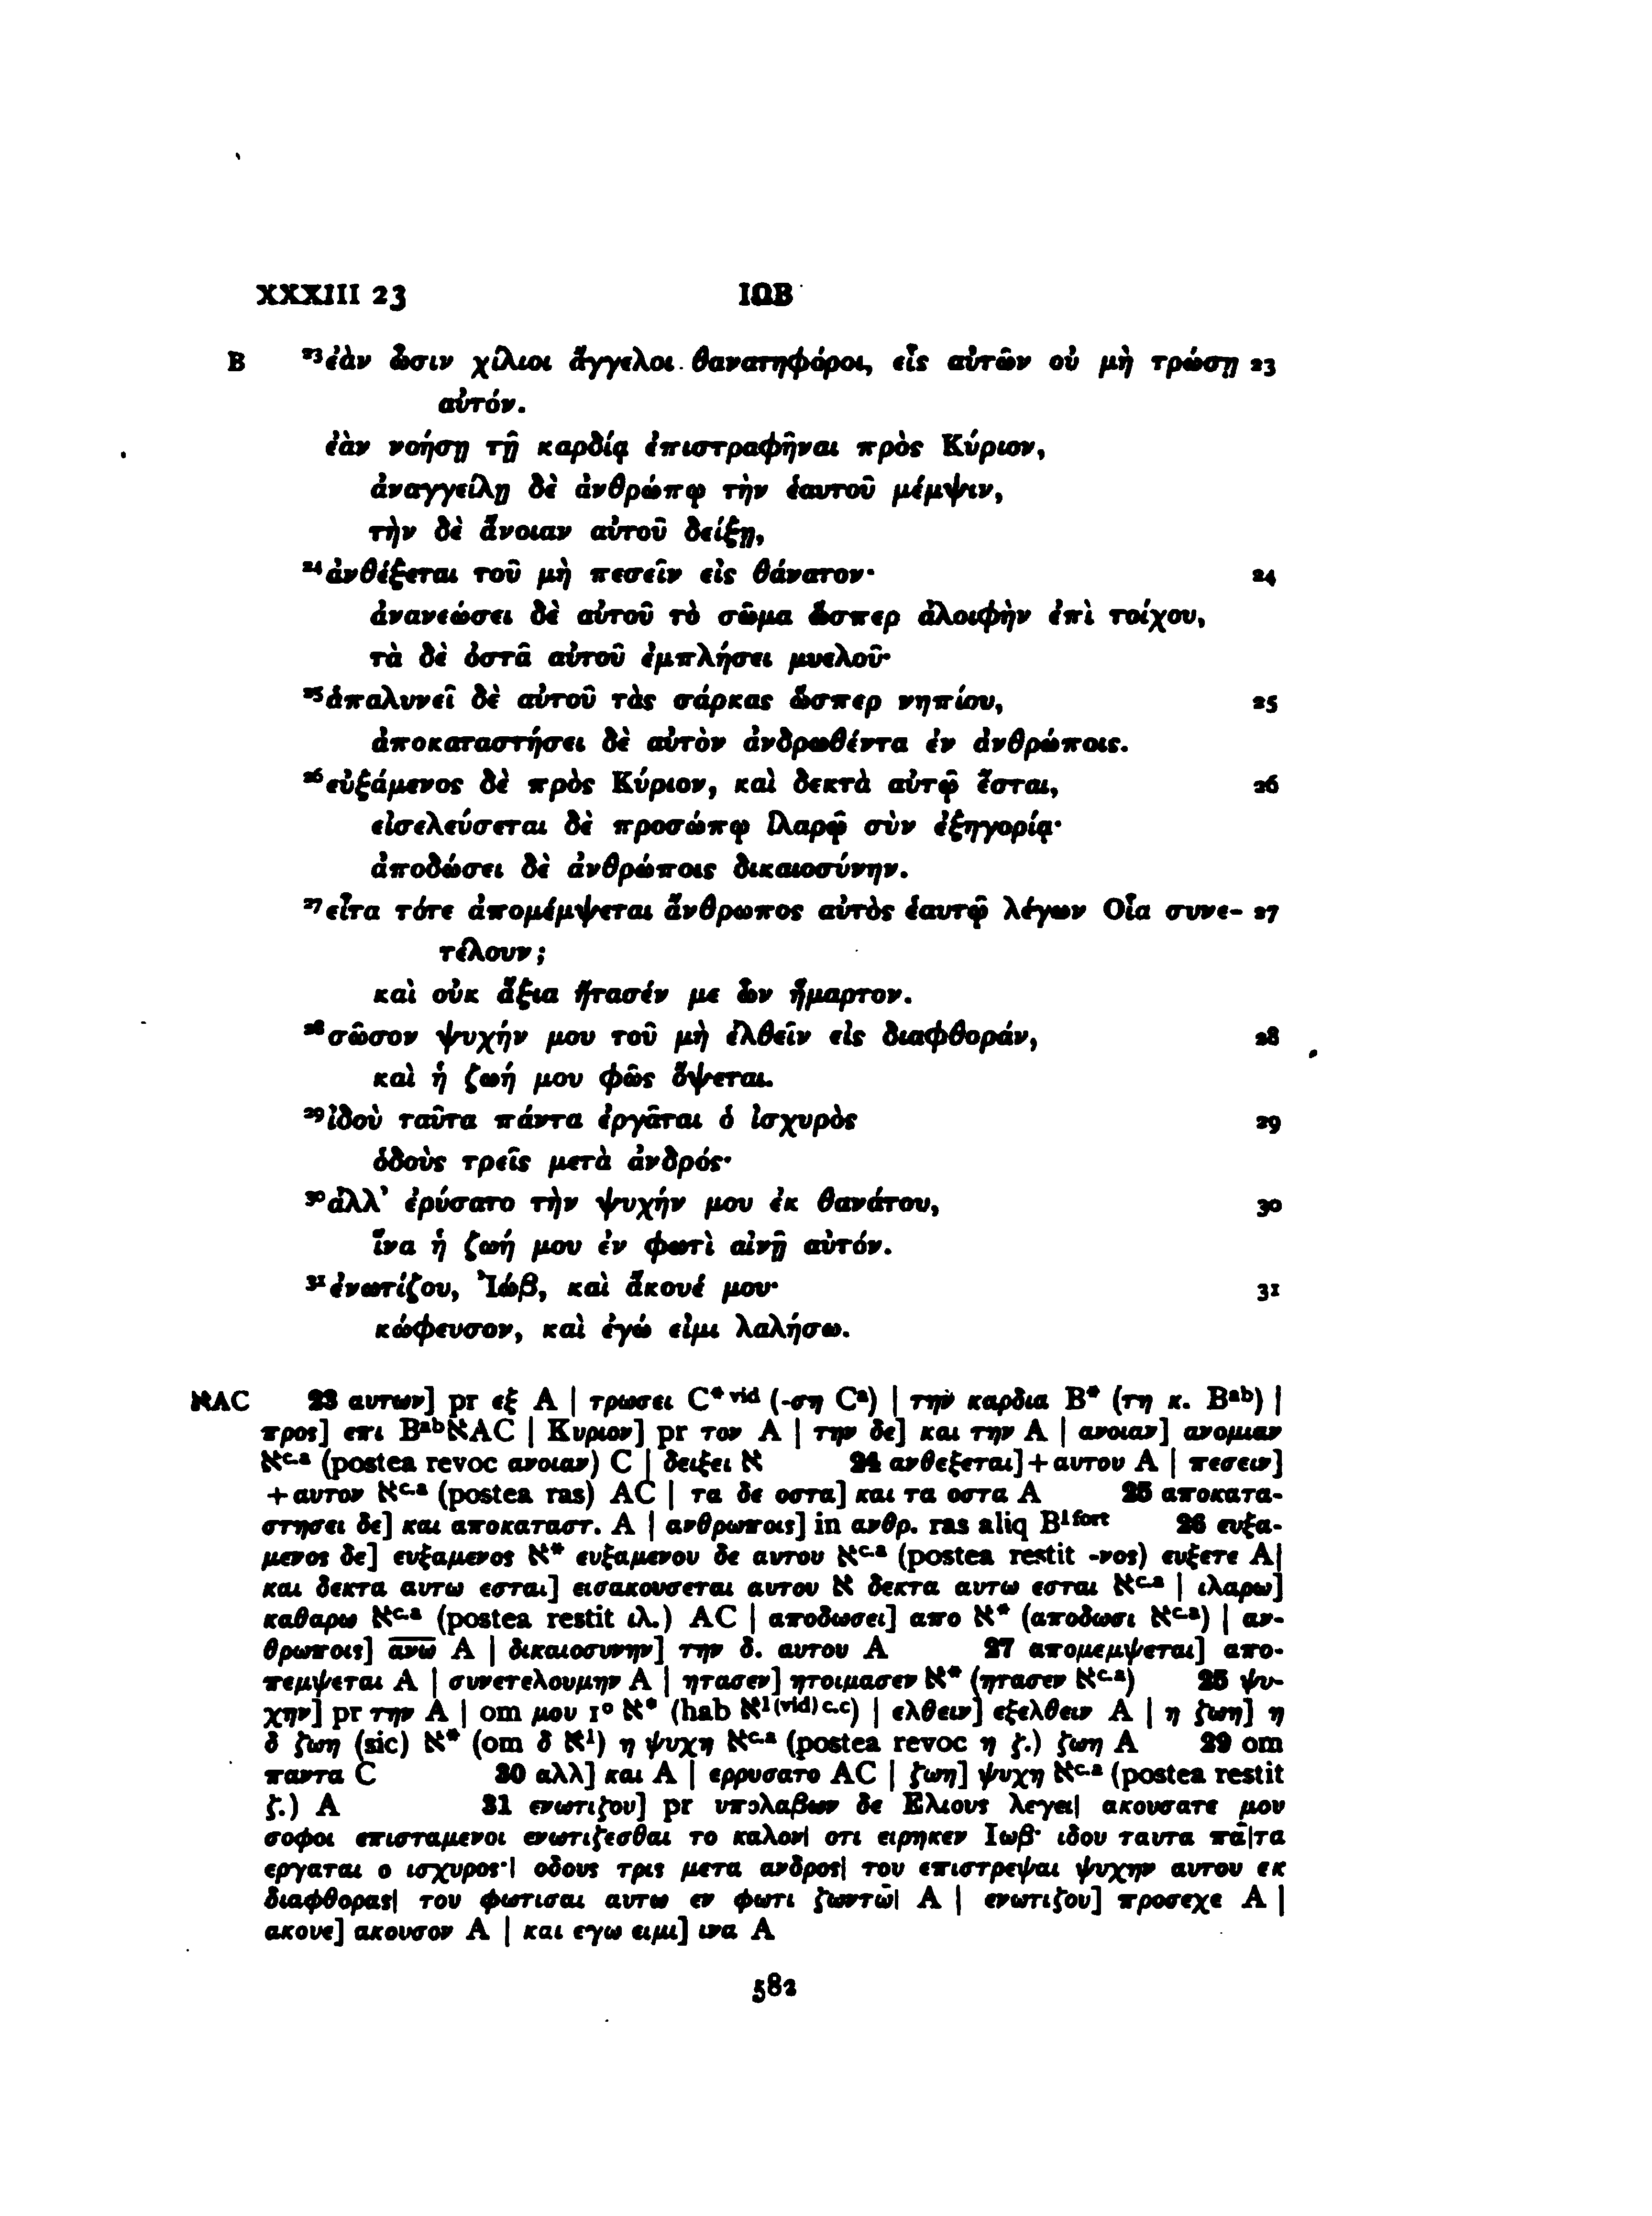 XXXIII 23 ΙΩΒ
B ²³ἐὰν ὦσιν χίλιοι ἄγγελοι θανατηφόροι, εἷς αὐτῶν οὐ μὴ τρώσῃ 23
αὐτόν.
ἐὰν νοήσῃ τῇ καρδίᾳ ἐπιστραφῆναι πρὸς Κύριον,
ἀναγγείλῃ δὲ ἀνθρώπῳ τὴν ἑαυτοῦ μέμψιν,
τὴν δὲ ἄνοιαν αὐτοῦ δείξῃ,
²⁴ἀνθέξεται τοῦ μὴ πεσεῖν εἰς θάνατον· 24
ἀνανεώσει δὲ αὐτοῦ τὸ σῶμα ὥσπερ ἀλοιφὴν ἐπὶ τοίχου,
τὰ δὲ ὀστᾶ αὐτοῦ ἐμπλήσει μυελοῦ·
²⁵ἁπαλυνεῖ δὲ αὐτοῦ τὰς σάρκας ὥσπερ νηπίου, 25
ἀποκαταστήσει δὲ αὐτὸν ἀνδρωθέντα ἐν ἀνθρώποις.
²⁶εὐξάμενος δὲ πρὸς Κύριον, καὶ δεκτὰ αὐτῷ ἔσται, 26
εἰσελεύσεται δὲ προσώπῳ ἱλαρῷ σὺν ἐξηγορίᾳ·
ἀποδώσει δὲ ἀνθρώποις δικαιοσύνην.
²⁷εἶτα τότε ἀπομέμψεται ἄνθρωπος αὐτὸς ἑαυτῷ λέγων Οἷα συνε- 27
τέλουν;
καὶ οὐκ ἄξια ἤτασέν με ὧν ἥμαρτον.
²⁸σῶσον ψυχήν μου τοῦ μὴ ἐλθεῖν εἰς διαφθοράν, 28
καὶ ἡ ζωή μου φῶς ὄψεται.
²⁹ἰδοὺ ταῦτα πάντα ἐργᾶται ὁ ἰσχυρὸς 29
ὁδοὺς τρεῖς μετὰ ἀνδρός·
³⁰ἀλλ’ ἐρύσατο τὴν ψυχήν μου ἐκ θανάτου, 30
ἵνα ἡ ζωή μου ἐν φωτὶ αἰνῇ αὐτόν.
³¹ἐνωτίζου, Ἰώβ, καὶ ἄκουέ μου· 31
κώφευσον, καὶ ἐγώ εἰμι λαλήσω.
אAC 23 αυτων] pr εξ A | τρωσει C* vid (-ση Cᵃ) | την καρδια B* (τη κ. Bᵃᵇ) |
προς] επι BᵃᵇאAC | Κυριον] pr τον A | την δε] και την A | ανοιαν] ανομιαν
אᶜ·ᵃ (postea revoc ανοιαν) C | δειξει א 24 ανθεξεται]+αυτου A | πεσειν]
+αυτον אᶜ·ᵃ (postea ras) AC | τα δε οστα] και τα οστα A 25 αποκατα-
στησει δε] και αποκαταστ. A | ανθρωποις] in ανθρ. ras aliq B¹ ᶠᵒʳᵗ 26 ευξα-
μενος δε] ευξαμενος א* ευξαμενου δε αυτου אᶜ·ᵃ (postea restit -νος) ευξετε A|
και δεκτα αυτω εσται] εισακουσεται αυτου א δεκτα αυτω εσται אᶜ·ᵃ | ιλαρω]
καθαρω אᶜ·ᵃ (postea restit ιλ.) AC | αποδωσει] απο א* (αποδωσι אᶜ·ᵃ) | αν-
θρωποις] α̅ν̅ω̅ A | δικαιοσυνην] την δ. αυτου A 27 απομεμψεται] απο-
πεμψεται A | συνετελουμην A | ητασεν] ητοιμασεν א* (ητασεν אᶜ·ᵃ) 28 ψυ-
χην] pr την A | om μου 1° א* (hab א¹ ⁽ᵛⁱᵈ⁾ ᶜ·ᶜ) | ελθειν] εξελθειν A | η ζωη] η
δ ζωη (sic) א* (om δ א¹) η ψυχη אᶜ·ᵃ (postea revoc η ζ.) ζωη A 29 om
παντα C 30 αλλ] και A | ερρυσατο AC | ζωη] ψυχη אᶜ·ᵃ (postea restit
ζ.) A 31 ενωτιζου] pr υπολαβων δε Ελιους λεγει| ακουσατε μου
σοφοι επισταμενοι ενωτιζεσθαι το καλον| οτι ειρηκεν Ιωβ· ιδου ταυτα πα̅|τα
εργαται ο ισχυρος·| οδους τρις μετα ανδρος| του επιστρεψαι ψυχην αυτου εκ
διαφθορας| του φωτισαι αυτω εν φωτι ζωντω̅| A | ενωτιζου] προσεχε A |
ακουε] ακουσον A | και εγω ειμι] ινα A
582